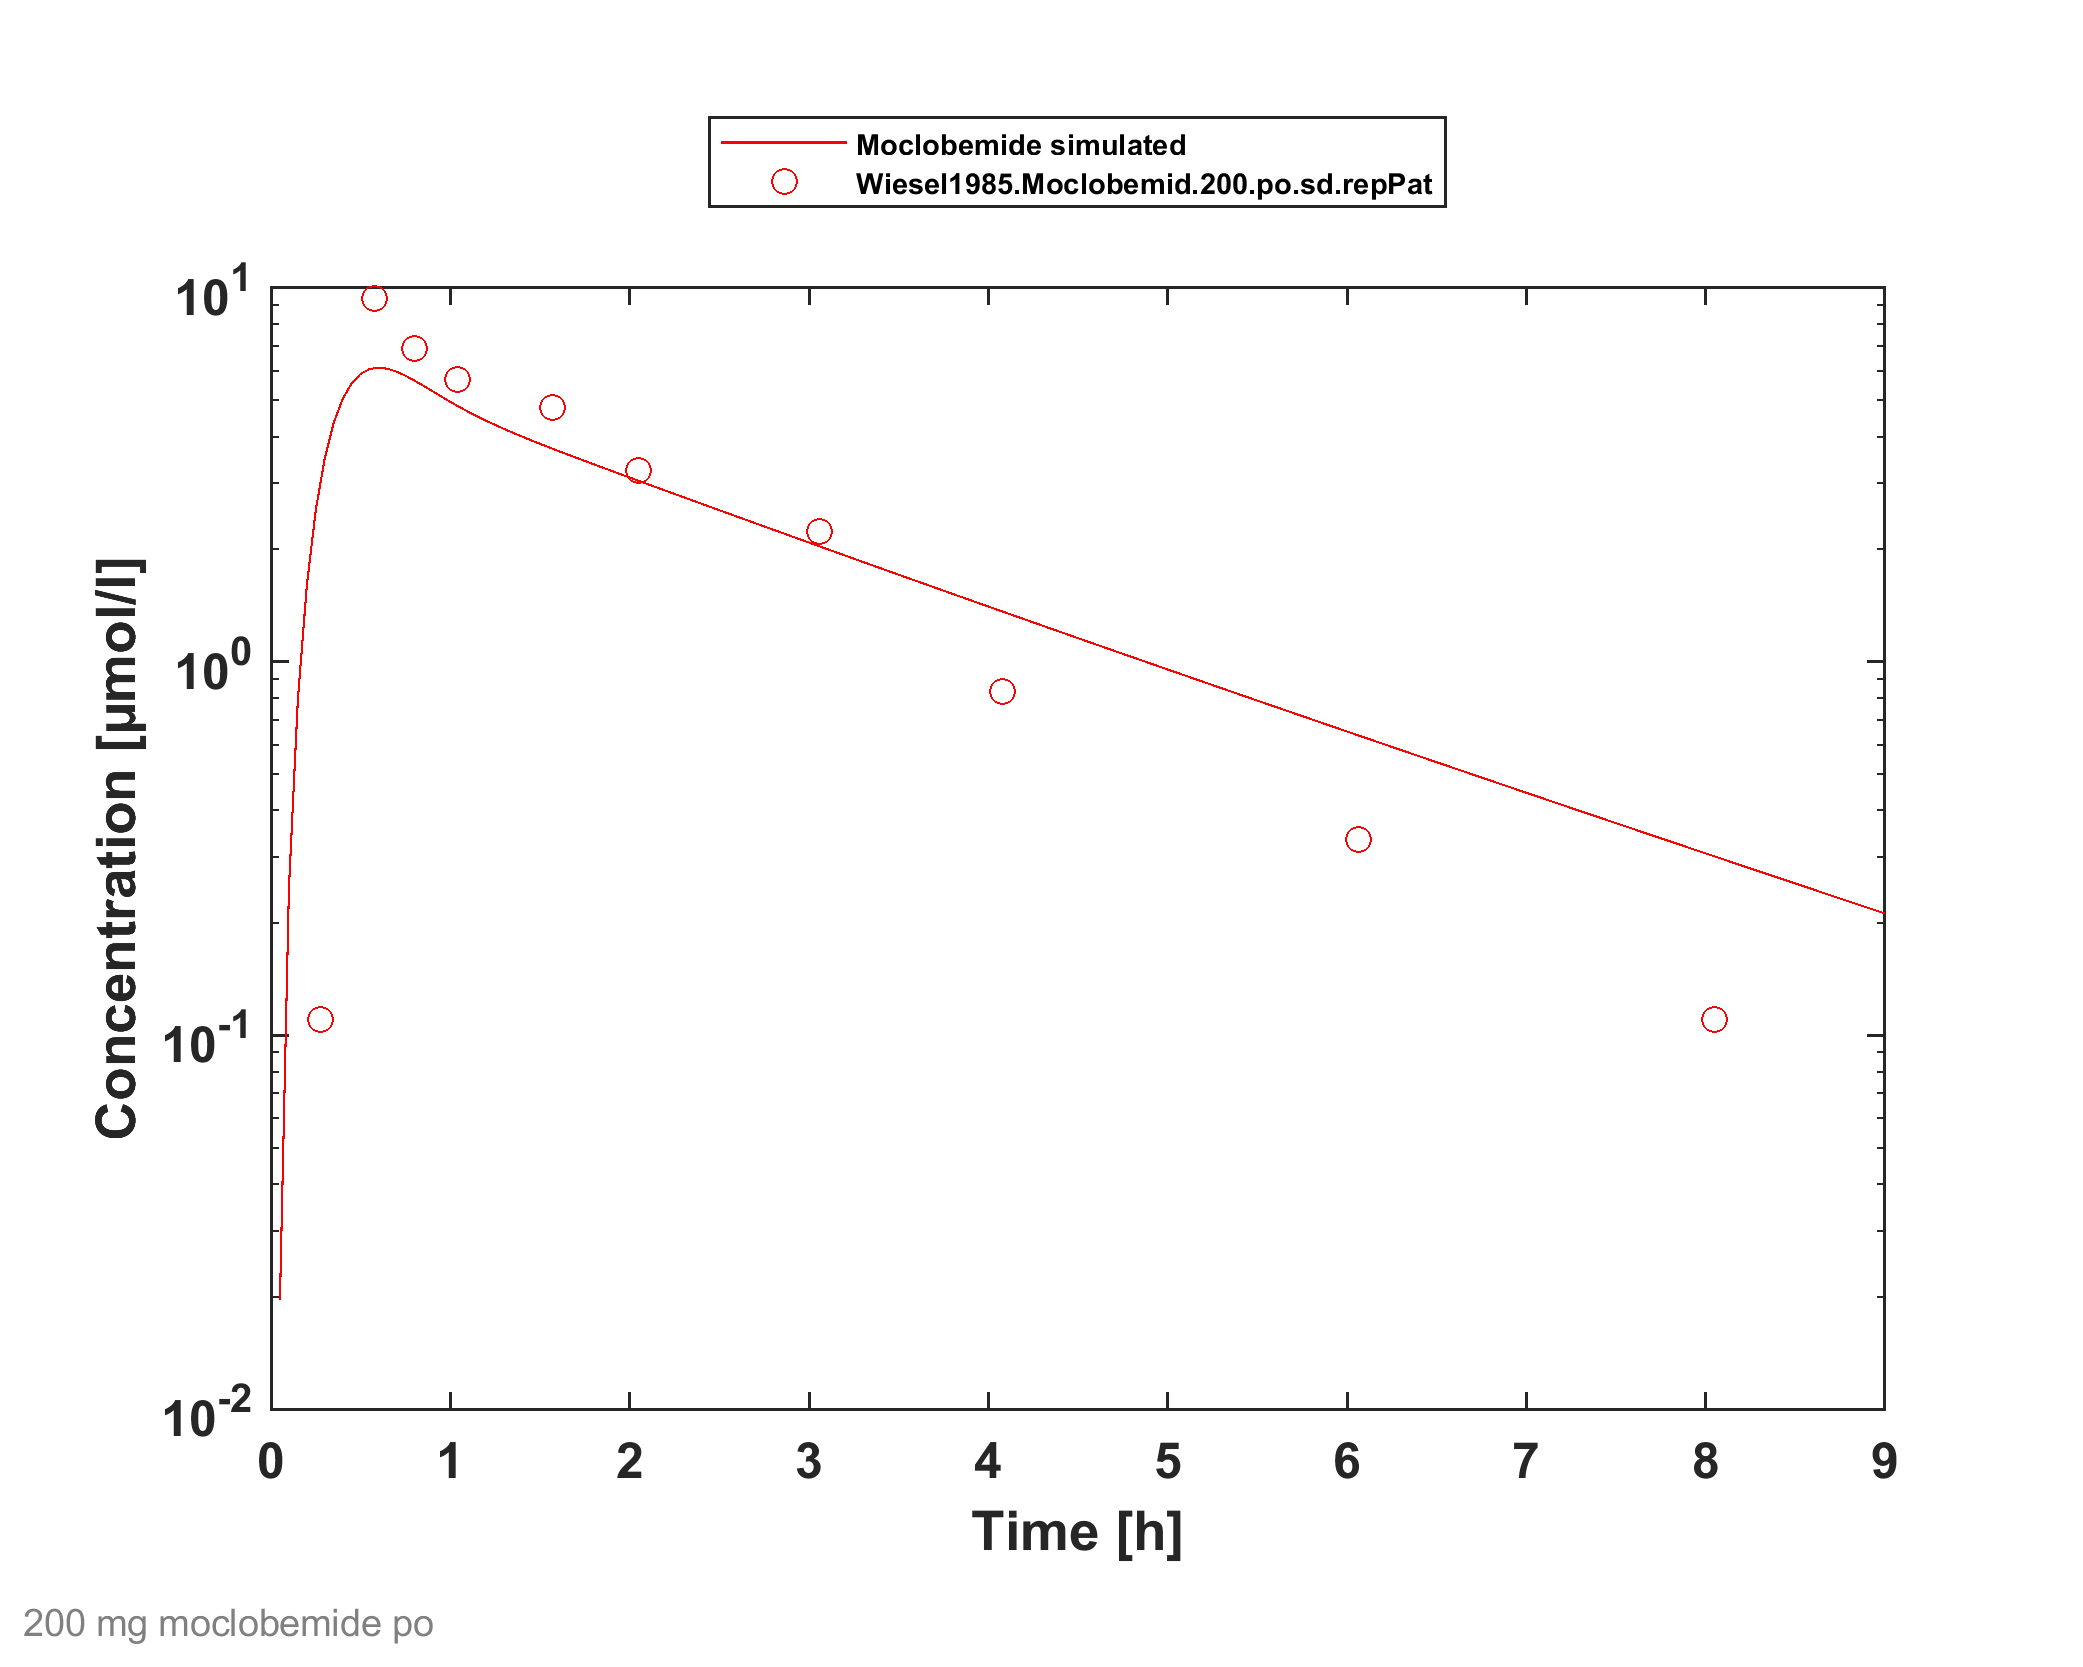 Moclobemide simulated
Wiesel1985.Moclobemid.200.po.sd.repPat
10^1
10^0
10^-1
10^-2
Concentration [µmol/l]
0 1 2 3 4 5 6 7 8 9
Time [h]
200 mg moclobemide po